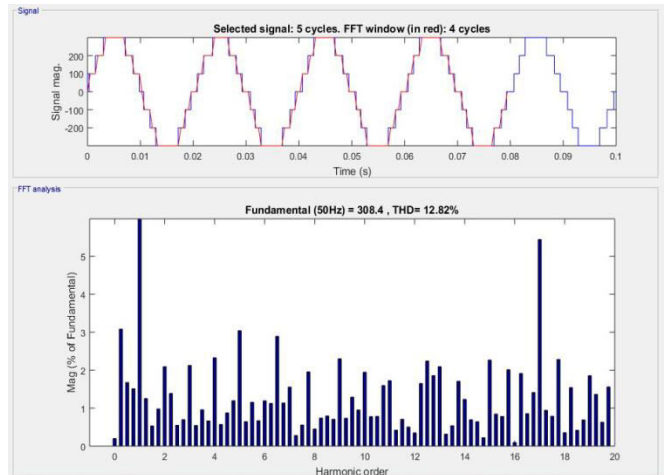 Signal
Selected signal: 5 cycles. FFT window (in red): 4 cycles
Signal mag.
200
100
0
-100
-200
0 0.01 0.02 0.03 0.04 0.05 0.06 0.07 0.08 0.09 0.1
Time (s)
FFT analysis
Fundamental (50Hz) = 308.4 , THD= 12.82%
Mag (% of Fundamental)
5
4
3
2
1
0
0 2 4 6 8 10 12 14 16 18 20
Harmonic order